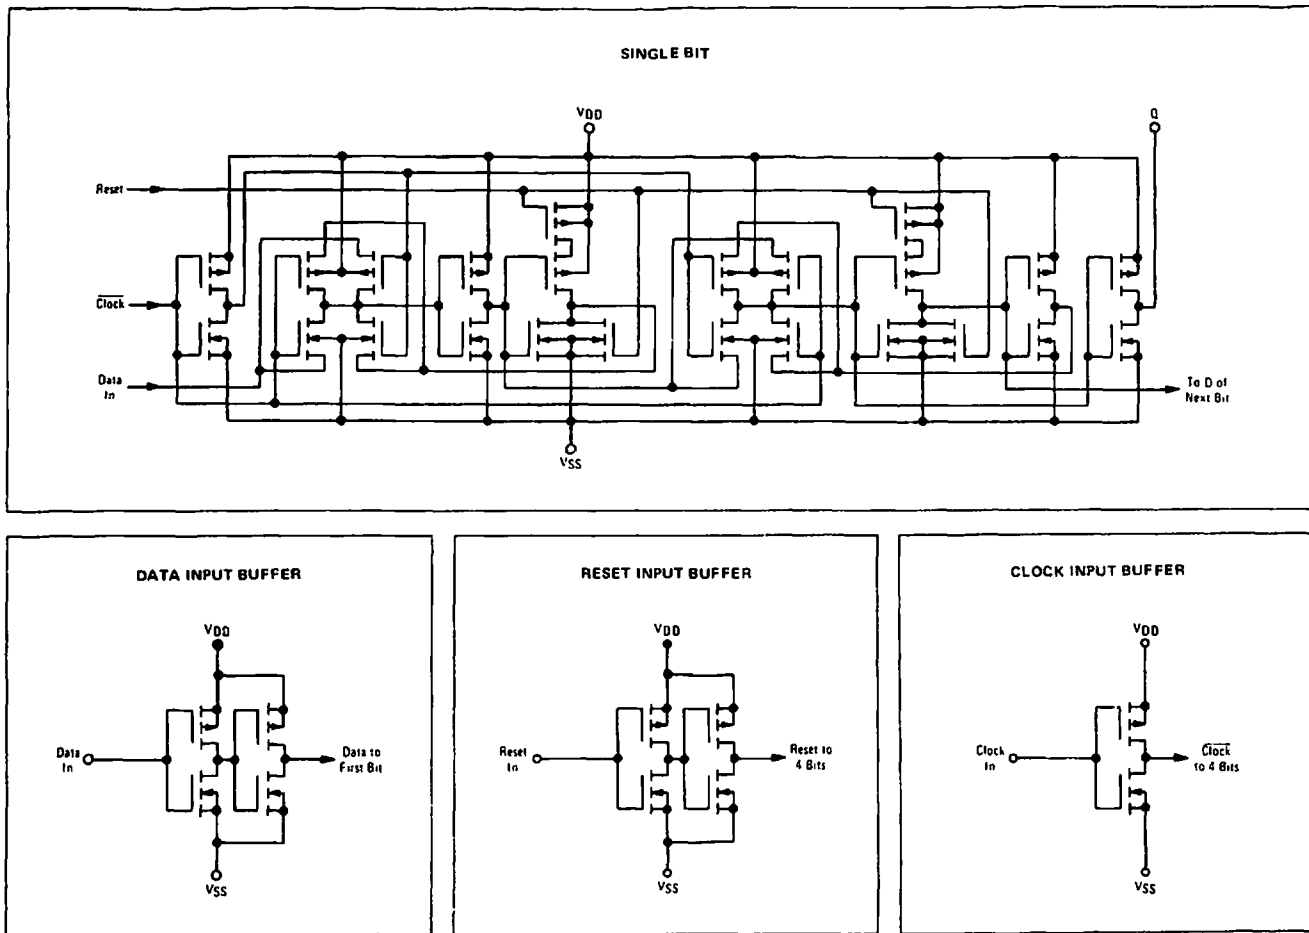 SINGLE BIT
VDD
Q
Reset
Clock
Data
In
To D of
Next Bit
VSS
DATA INPUT BUFFER
VDD
Data
In
Data to
First Bit
VSS
RESET INPUT BUFFER
VDD
Reset
In
Reset to
4 Bits
VSS
CLOCK INPUT BUFFER
VDD
Clock
In
Clock
to 4 Bits
VSS